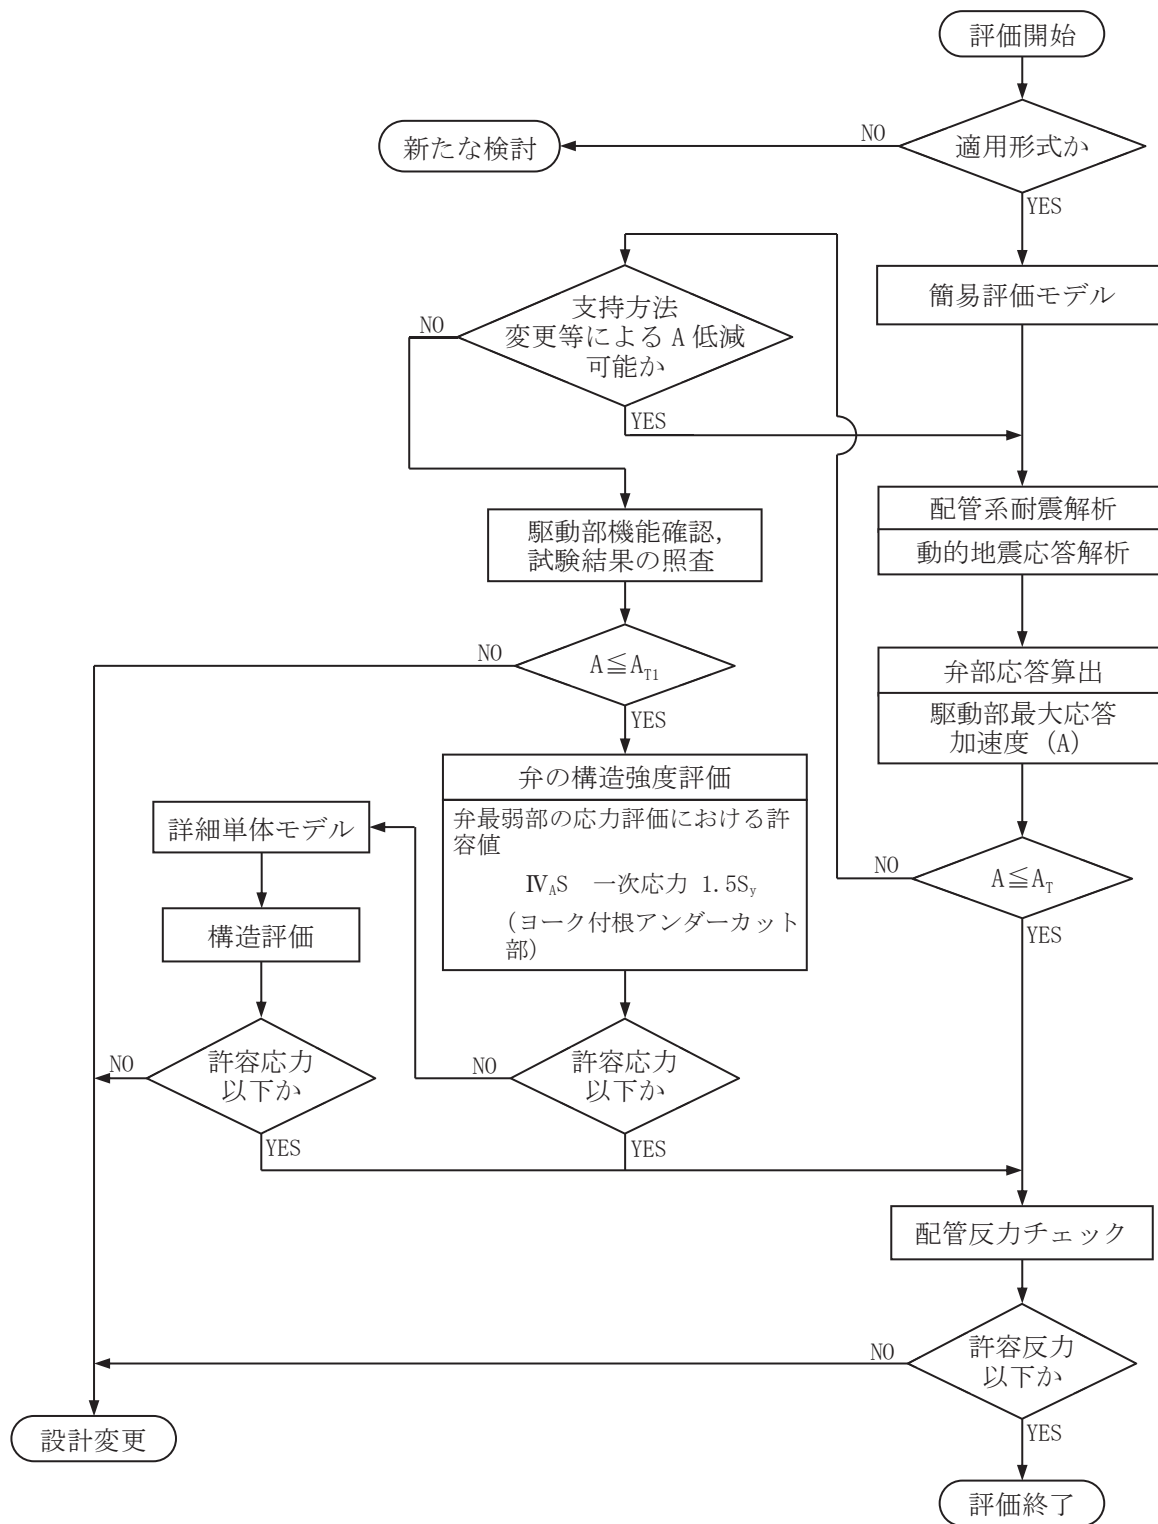 評価開始
適用形式か
NO
YES
新たな検討
簡易評価モデル
支持方法
変更等による A 低減
可能か
NO
YES
配管系耐震解析
動的地震応答解析
駆動部機能確認,
試験結果の照査
弁部応答算出
駆動部最大応答
加速度 (A)
A≦A_T1
NO
YES
A≦A_T
NO
YES
弁の構造強度評価
弁最弱部の応力評価における許
容値
Ⅳ_AS 一次応力 1.5S_y
(ヨーク付根アンダーカット
部)
詳細単体モデル
構造評価
許容応力
以下か
NO
YES
許容応力
以下か
NO
YES
配管反力チェック
許容反力
以下か
NO
YES
設計変更
評価終了